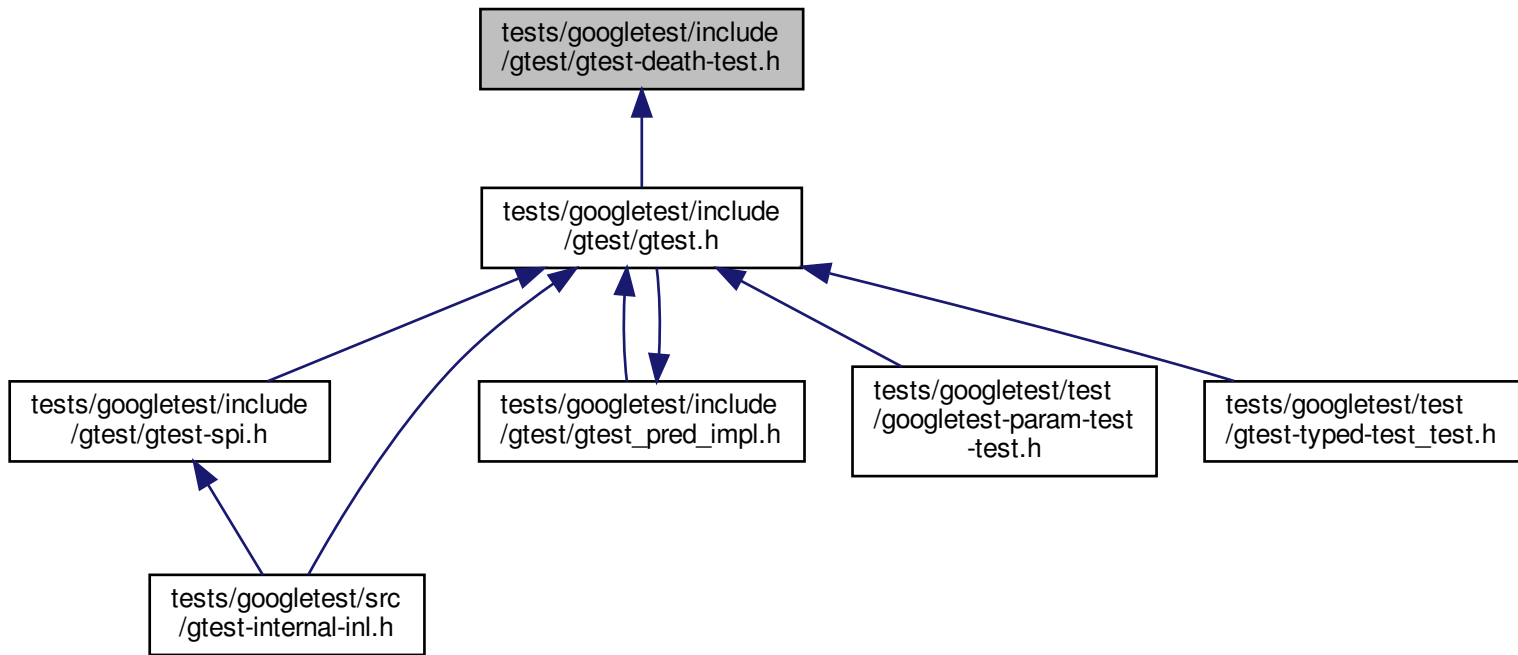 tests/googletest/include
/gtest/gtest-death-test.h
tests/googletest/include
/gtest/gtest.h
tests/googletest/include
/gtest/gtest-spi.h
tests/googletest/include
/gtest/gtest_pred_impl.h
tests/googletest/test
/googletest-param-test
-test.h
tests/googletest/test
/gtest-typed-test_test.h
tests/googletest/src
/gtest-internal-inl.h